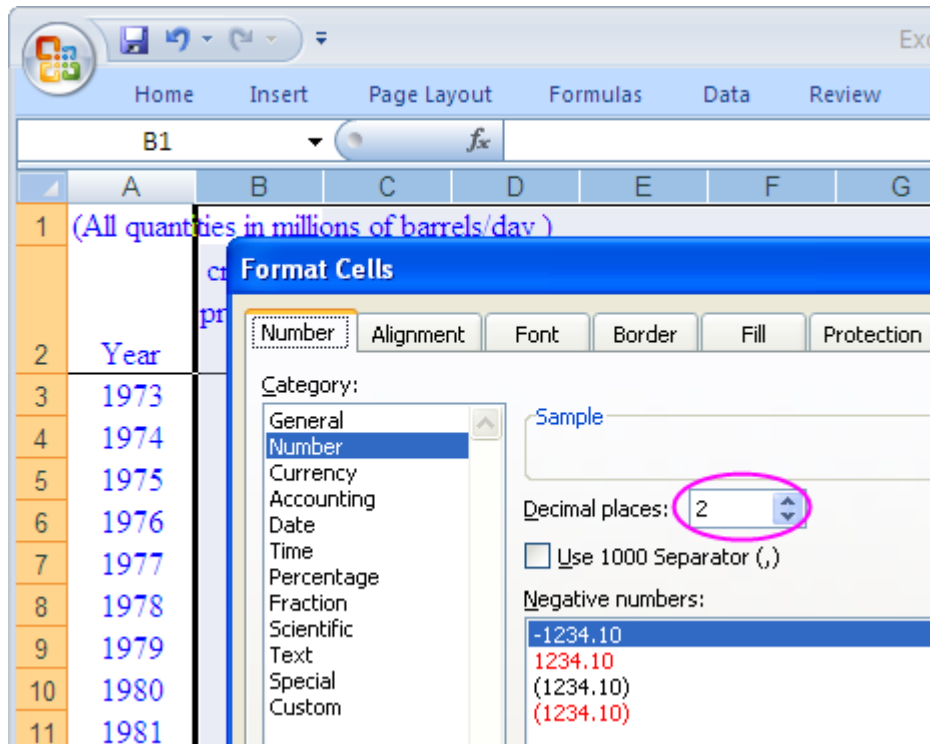 Exc
Home Insert Page Layout Formulas Data Review
B1 fx
A B C D E F G
1 (All quantities in millions of barrels/day )
cr
pr
2 Year
3 1973
4 1974
5 1975
6 1976
7 1977
8 1978
9 1979
10 1980
11 1981
Format Cells
Number Alignment Font Border Fill Protection
Category:
General
Number
Currency
Accounting
Date
Time
Percentage
Fraction
Scientific
Text
Special
Custom
Sample
Decimal places: 2
Use 1000 Separator (,)
Negative numbers:
-1234.10
1234.10
(1234.10)
(1234.10)